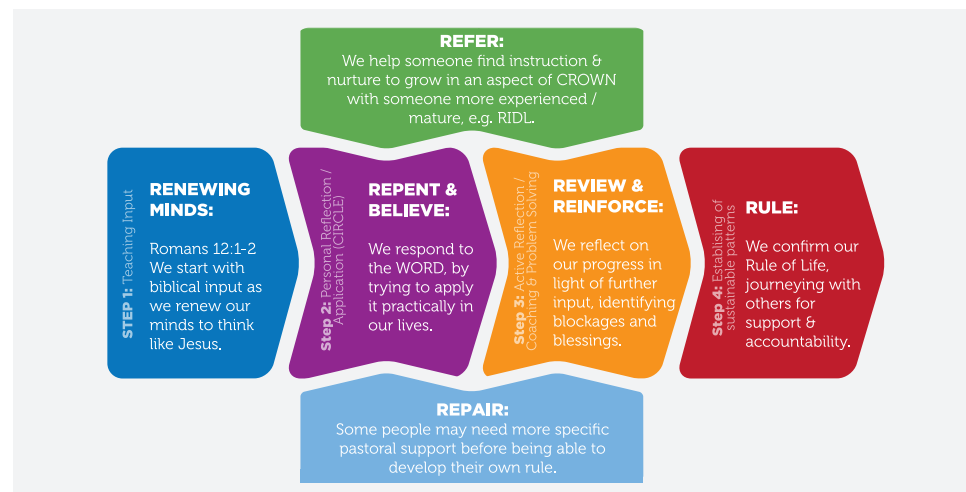 REFER:
We help someone find instruction &
nurture to grow in an aspect of CROWN
with someone more experienced /
mature, e.g. RIDL.
STEP 1: Teaching Input
RENEWING
MINDS:
Romans 12:1-2
We start with
biblical input as
we renew our
minds to think
like Jesus.
Step 2: Personal Reflection /
Application (CIRCLE)
REPENT &
BELIEVE:
We respond to
the WORD, by
trying to apply
it practically in
our lives.
Step 3: Active Reflection /
Coaching & Problem Solving
REVIEW &
REINFORCE:
We reflect on
our progress in
light of further
input, identifying
blockages and
blessings.
Step 4: Establising of
sustainable patterns
RULE:
We confirm our
Rule of Life,
journeying with
others for
support &
accountability.
REPAIR:
Some people may need more specific
pastoral support before being able to
develop their own rule.